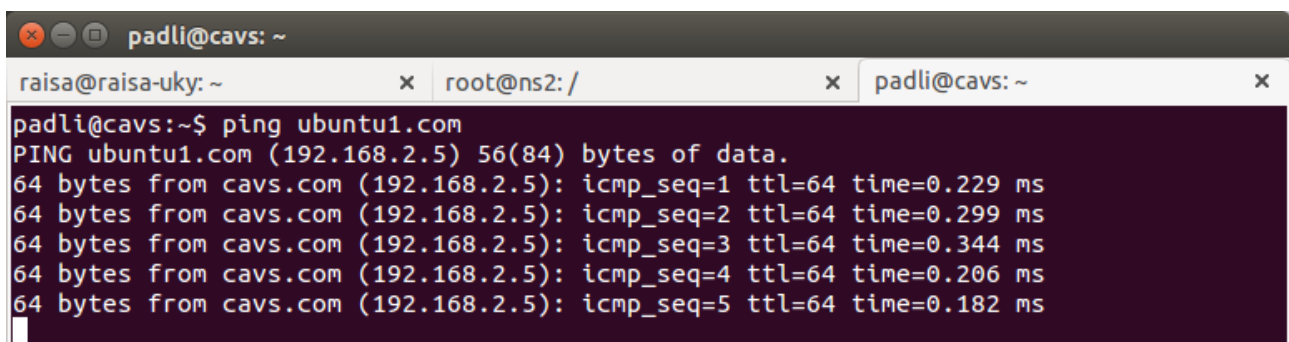 padli@cavs: ~
raisa@raisa-uky: ~ × root@ns2: / × padli@cavs: ~ ×
padli@cavs:~$ ping ubuntu1.com
PING ubuntu1.com (192.168.2.5) 56(84) bytes of data.
64 bytes from cavs.com (192.168.2.5): icmp_seq=1 ttl=64 time=0.229 ms
64 bytes from cavs.com (192.168.2.5): icmp_seq=2 ttl=64 time=0.299 ms
64 bytes from cavs.com (192.168.2.5): icmp_seq=3 ttl=64 time=0.344 ms
64 bytes from cavs.com (192.168.2.5): icmp_seq=4 ttl=64 time=0.206 ms
64 bytes from cavs.com (192.168.2.5): icmp_seq=5 ttl=64 time=0.182 ms